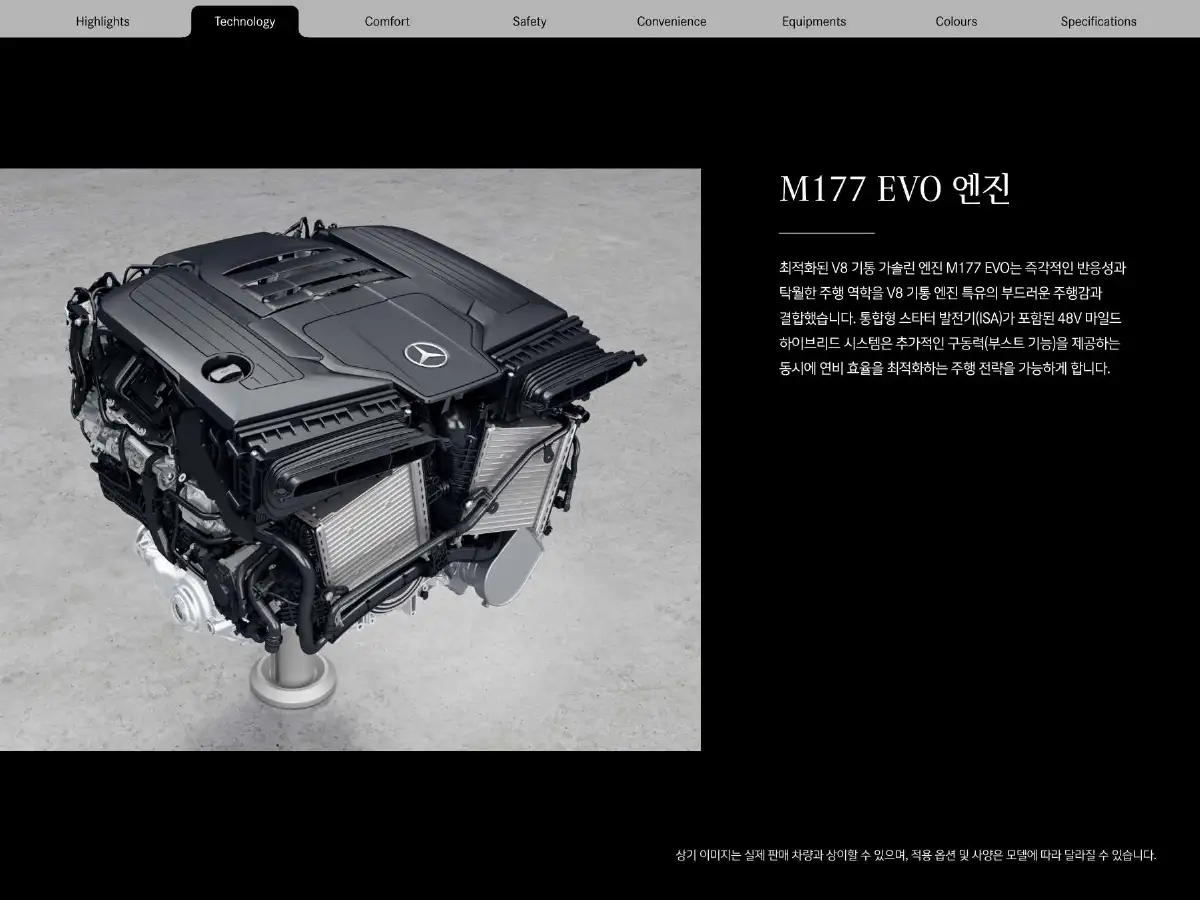 Highlights
Technology
Comfort
Safety
Convenience
Equipments
Colours
Specifications
M177 EVO 엔진
최적화된 V8 기통 가솔린 엔진 M177 EVO는 즉각적인 반응성과
탁월한 주행 역학을 V8 기통 엔진 특유의 부드러운 주행감과
결합했습니다. 통합형 스타터 발전기(ISA)가 포함된 48V 마일드
하이브리드 시스템은 추가적인 구동력(부스트 기능)을 제공하는
동시에 연비 효율을 최적화하는 주행 전략을 가능하게 합니다.
상기 이미지는 실제 판매 차량과 상이할 수 있으며, 적용 옵션 및 사양은 모델에 따라 달라질 수 있습니다.